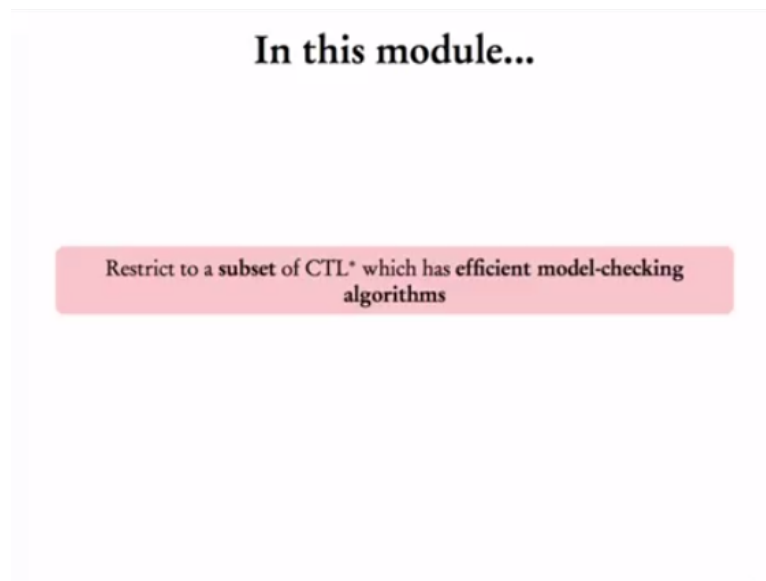 In this module...
Restrict to a subset of CTL* which has efficient model-checking
algorithms